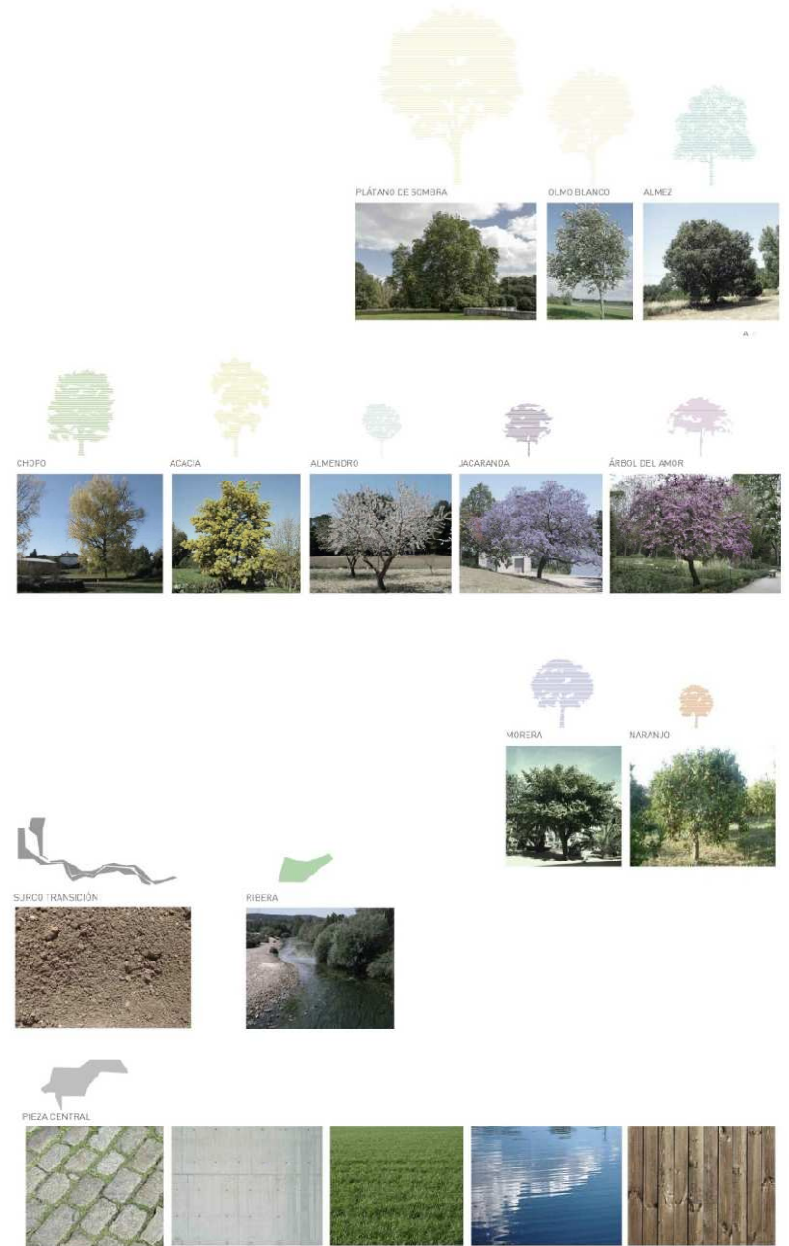 PLÁTANO DE SOMBRA
OLMO BLANCO
ALMEZ
CHOPO
ACACIA
ALMENDRO
JACARANDA
ÁRBOL DEL AMOR
MORERA
NARANJO
SURCO TRANSICIÓN
RIBERA
PIEZA CENTRAL